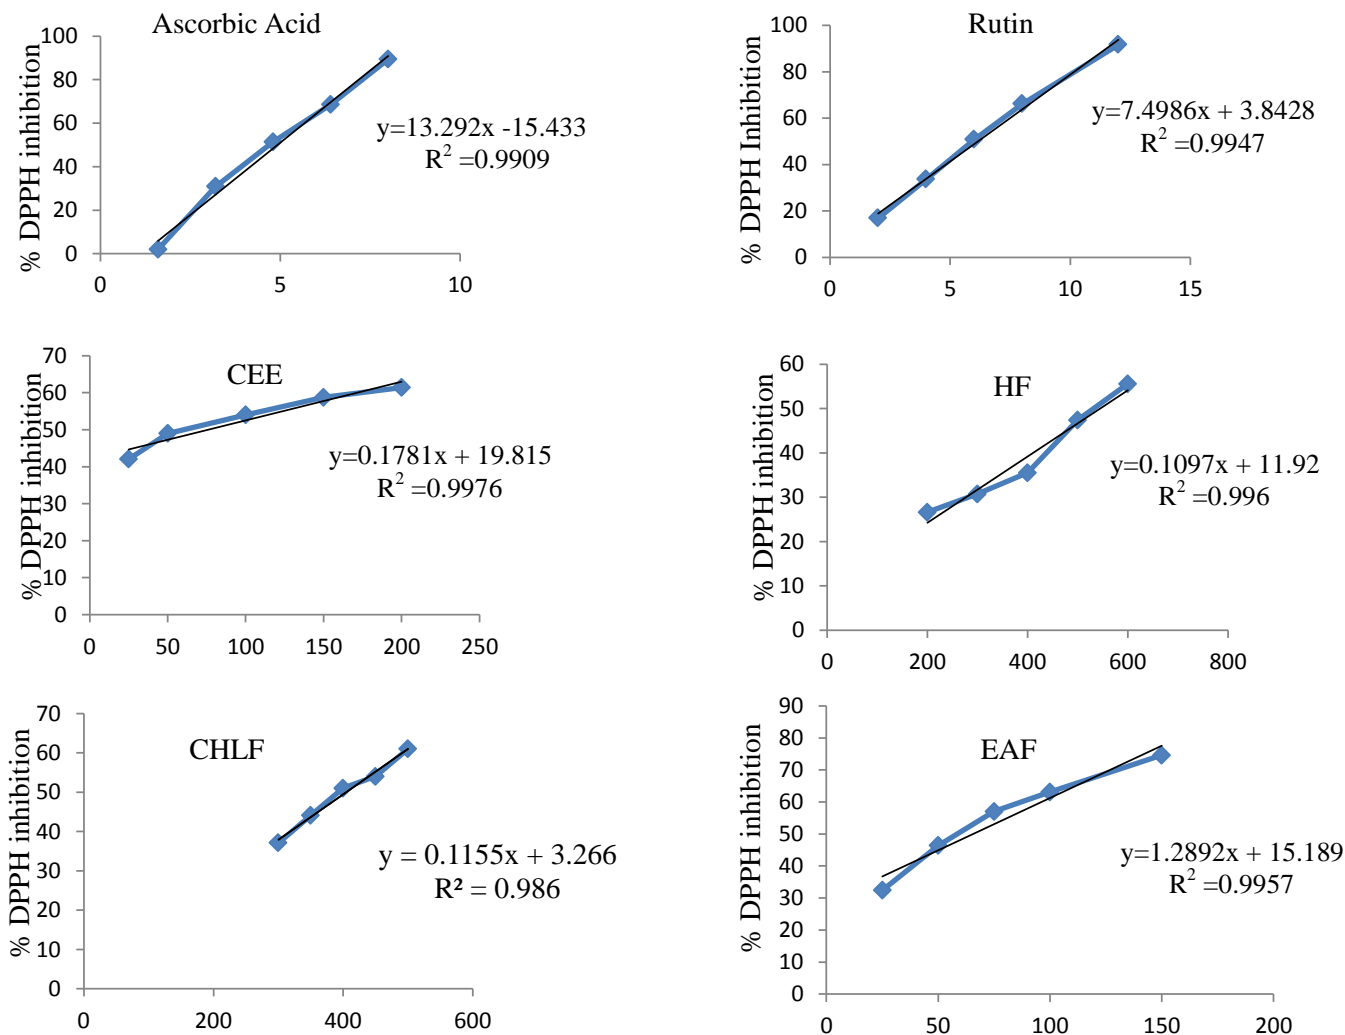 Ascorbic Acid
% DPPH inhibition
100
80
60
40
20
0
0 5 10
y=13.292x -15.433
R² =0.9909
Rutin
% DPPH Inhibition
100
80
60
40
20
0
0 5 10 15
y=7.4986x + 3.8428
R² =0.9947
CEE
% DPPH inhibition
70
60
50
40
30
20
10
0
0 50 100 150 200 250
y=0.1781x + 19.815
R² =0.9976
HF
% DPPH inhibition
60
50
40
30
20
10
0
0 200 400 600 800
y=0.1097x + 11.92
R² =0.996
CHLF
% DPPH inhibition
70
60
50
40
30
20
10
0
0 200 400 600
y = 0.1155x + 3.266
R² = 0.986
EAF
% DPPH inhibition
90
80
70
60
50
40
30
20
10
0
0 50 100 150 200
y=1.2892x + 15.189
R² =0.9957